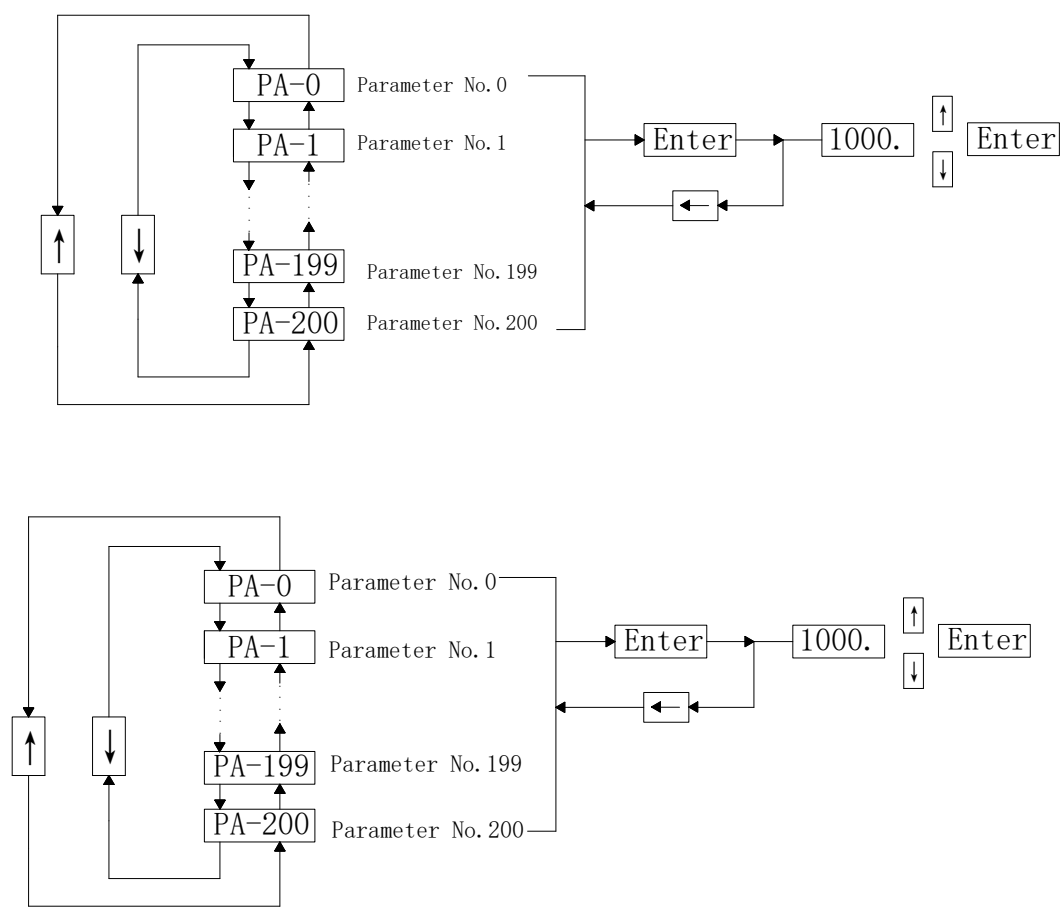 PA-0 Parameter No.0
PA-1 Parameter No.1
Enter 1000. ↑ Enter
↓
←
↑ ↓
PA-199 Parameter No.199
PA-200 Parameter No.200
PA-0 Parameter No.0
PA-1 Parameter No.1
Enter 1000. ↑ Enter
↓
←
↑ ↓
PA-199 Parameter No.199
PA-200 Parameter No.200